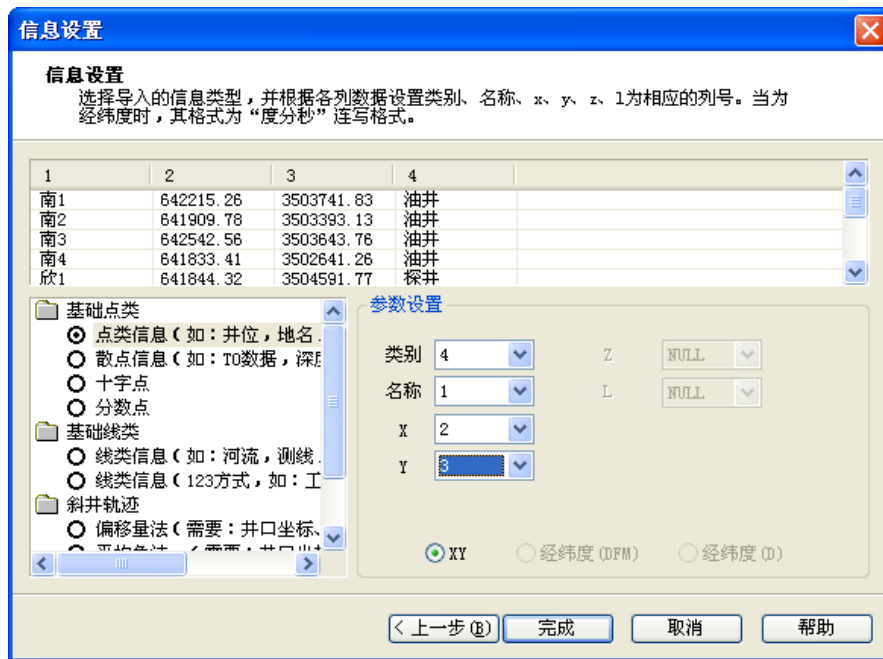 信息设置
信息设置
选择导入的信息类型，并根据各列数据设置类别、名称、x、y、z、l为相应的列号。当为
经纬度时，其格式为“度分秒”连写格式。
1 2 3 4
南1 642215.26 3503741.83 油井
南2 641909.78 3503393.13 油井
南3 642542.56 3503643.76 油井
南4 641833.41 3502641.26 油井
欣1 641844.32 3504591.77 探井
基础点类
点类信息(如：井位，地名.
散点信息(如：TO数据，深度
十字点
分数点
基础线类
线类信息(如：河流，测线.
线类信息(123方式，如：工
斜井轨迹
偏移量法(需要：井口坐标、
参数设置
类别 4 Z NULL
名称 1 L NULL
X 2
Y 3
XY 经纬度(DFM) 经纬度(D)
< 上一步(B) 完成 取消 帮助